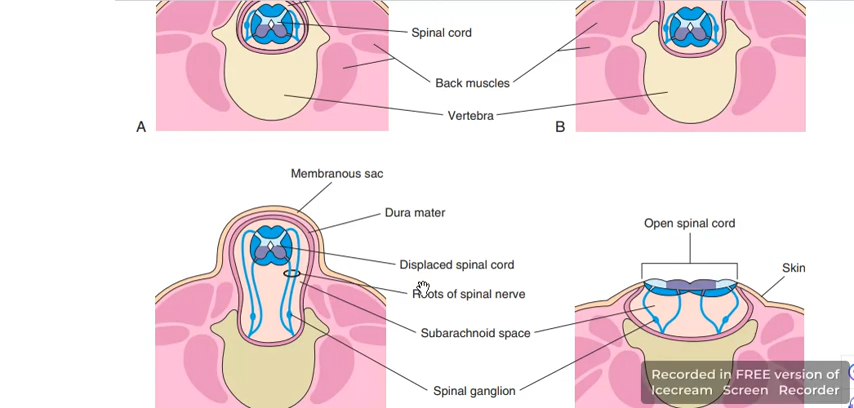 Spinal cord
Back muscles
Vertebra
A
B
Membranous sac
Dura mater
Open spinal cord
Displaced spinal cord
Skin
Roots of spinal nerve
Subarachnoid space
Spinal ganglion
Recorded in FREE version of
Icecream Screen Recorder